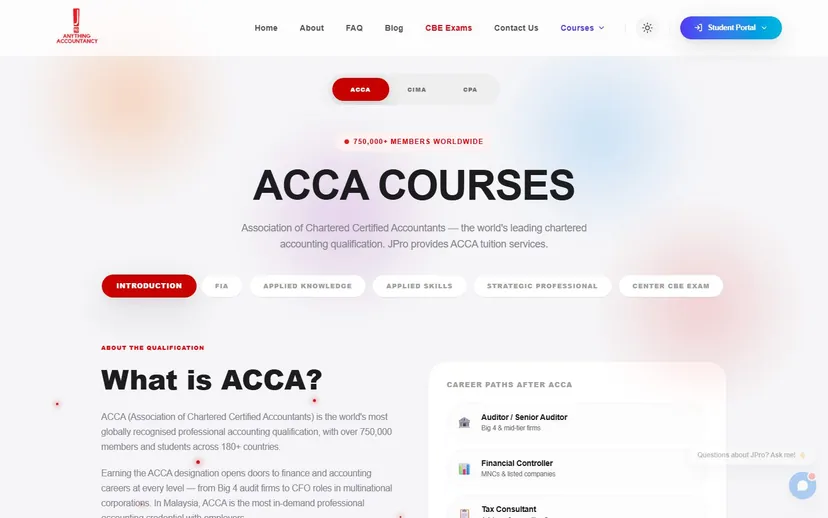 ANYTHING
ACCOUNTANCY
Home
About
FAQ
Blog
CBE Exams
Contact Us
Courses
Student Portal
ACCA
CIMA
CPA
750,000+ MEMBERS WORLDWIDE
ACCA COURSES
Association of Chartered Certified Accountants — the world's leading chartered
accounting qualification. JPro provides ACCA tuition services.
INTRODUCTION
FIA
APPLIED KNOWLEDGE
APPLIED SKILLS
STRATEGIC PROFESSIONAL
CENTER CBE EXAM
ABOUT THE QUALIFICATION
What is ACCA?
ACCA (Association of Chartered Certified Accountants) is the world's most
globally recognised professional accounting qualification, with over 750,000
members and students across 180+ countries.
Earning the ACCA designation opens doors to finance and accounting
careers at every level — from Big 4 audit firms to CFO roles in multinational
corporations. In Malaysia, ACCA is the most in-demand professional
accounting credential with employers.
CAREER PATHS AFTER ACCA
Auditor / Senior Auditor
Big 4 & mid-tier firms
Financial Controller
MNCs & listed companies
Tax Consultant
Questions about JPro? Ask me!